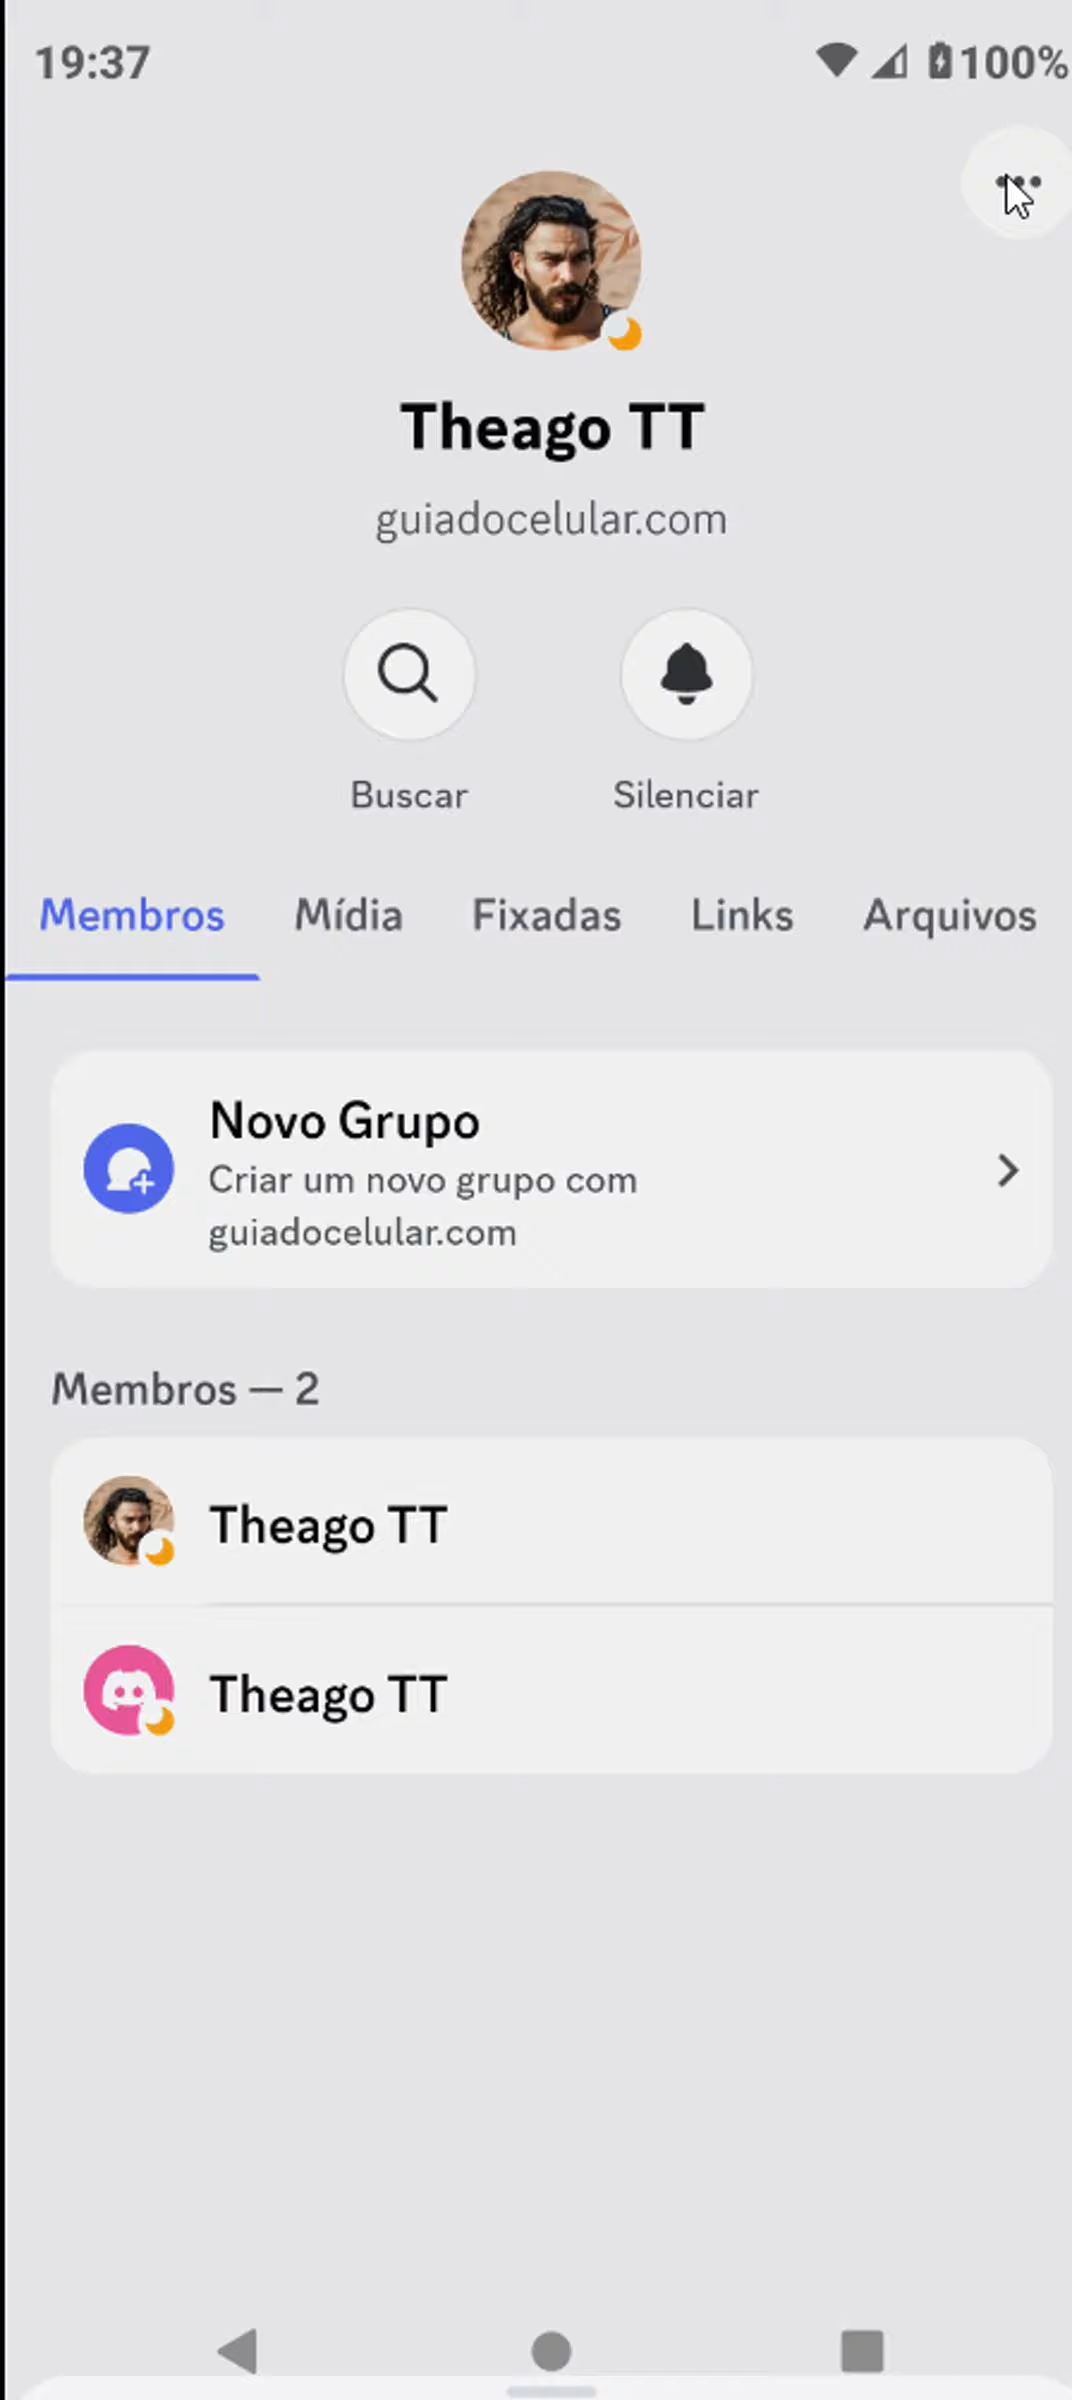 19:37
100%
Theago TT
guiadocelular.com
Buscar
Silenciar
Membros
Mídia
Fixadas
Links
Arquivos
Novo Grupo
Criar um novo grupo com
guiadocelular.com
Membros — 2
Theago TT
Theago TT